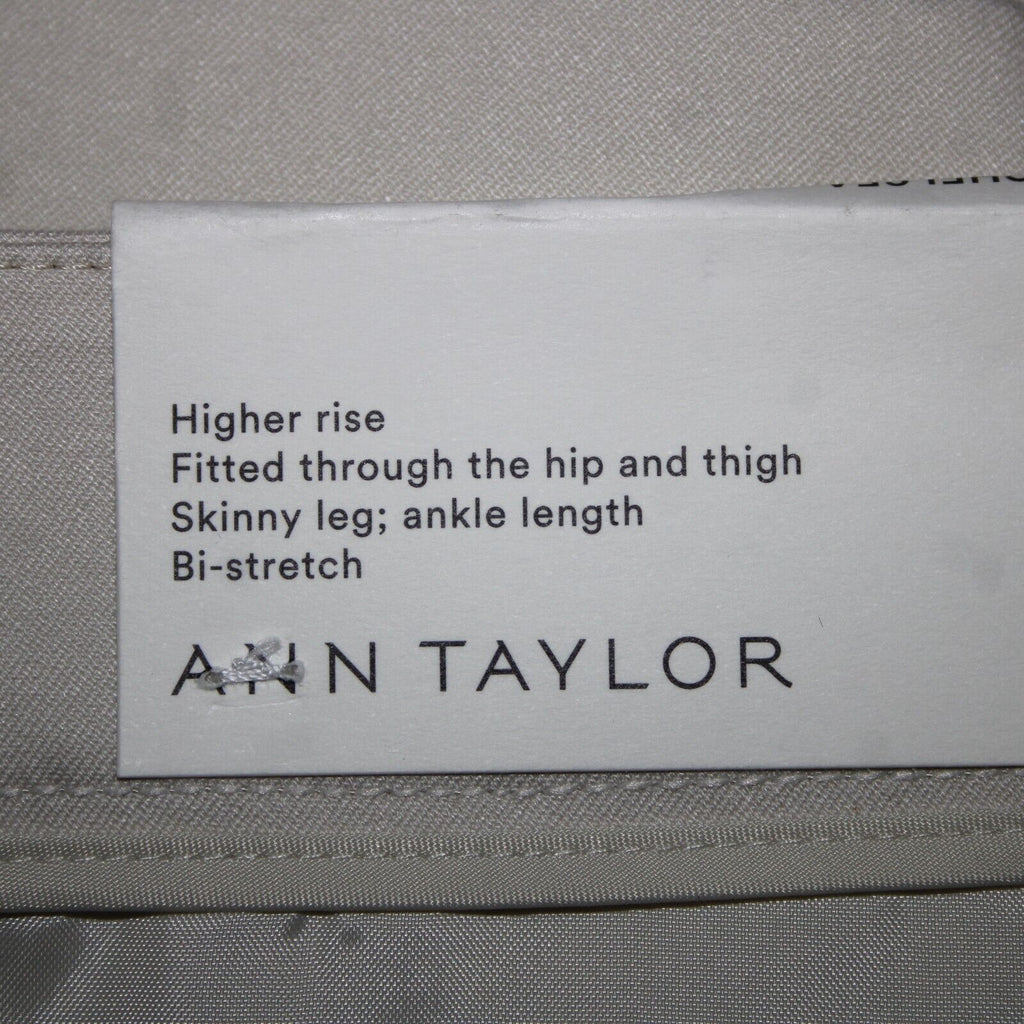 Higher rise
Fitted through the hip and thigh
Skinny leg; ankle length
Bi-stretch
ANN TAYLOR